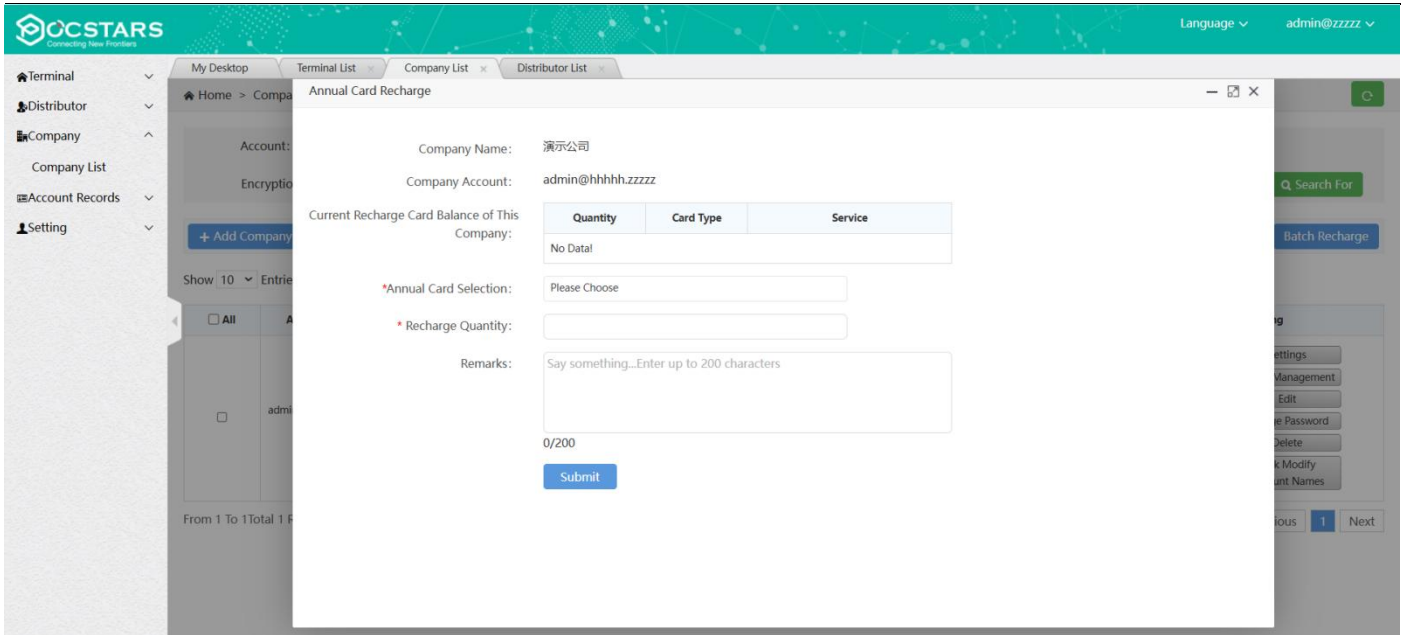 POCSTARS
Connecting New Frontiers
Language
admin@zzzzz
Terminal
Distributor
Company
Company List
Account Records
Setting
My Desktop
Terminal List ×
Company List ×
Distributor List ×
Home > Compa
Annual Card Recharge
Account:
Encryptio
Search For
+ Add Company
Batch Recharge
Show 10 Entrie
All
A
ng
admi
ettings
Management
Edit
ge Password
Delete
k Modify
unt Names
From 1 To 1Total 1 R
ious 1 Next
Company Name:
演示公司
Company Account:
admin@hhhhh.zzzzz
Current Recharge Card Balance of This
Company:
Quantity Card Type Service
No Data!
*Annual Card Selection:
Please Choose
* Recharge Quantity:
Remarks:
Say something...Enter up to 200 characters
0/200
Submit